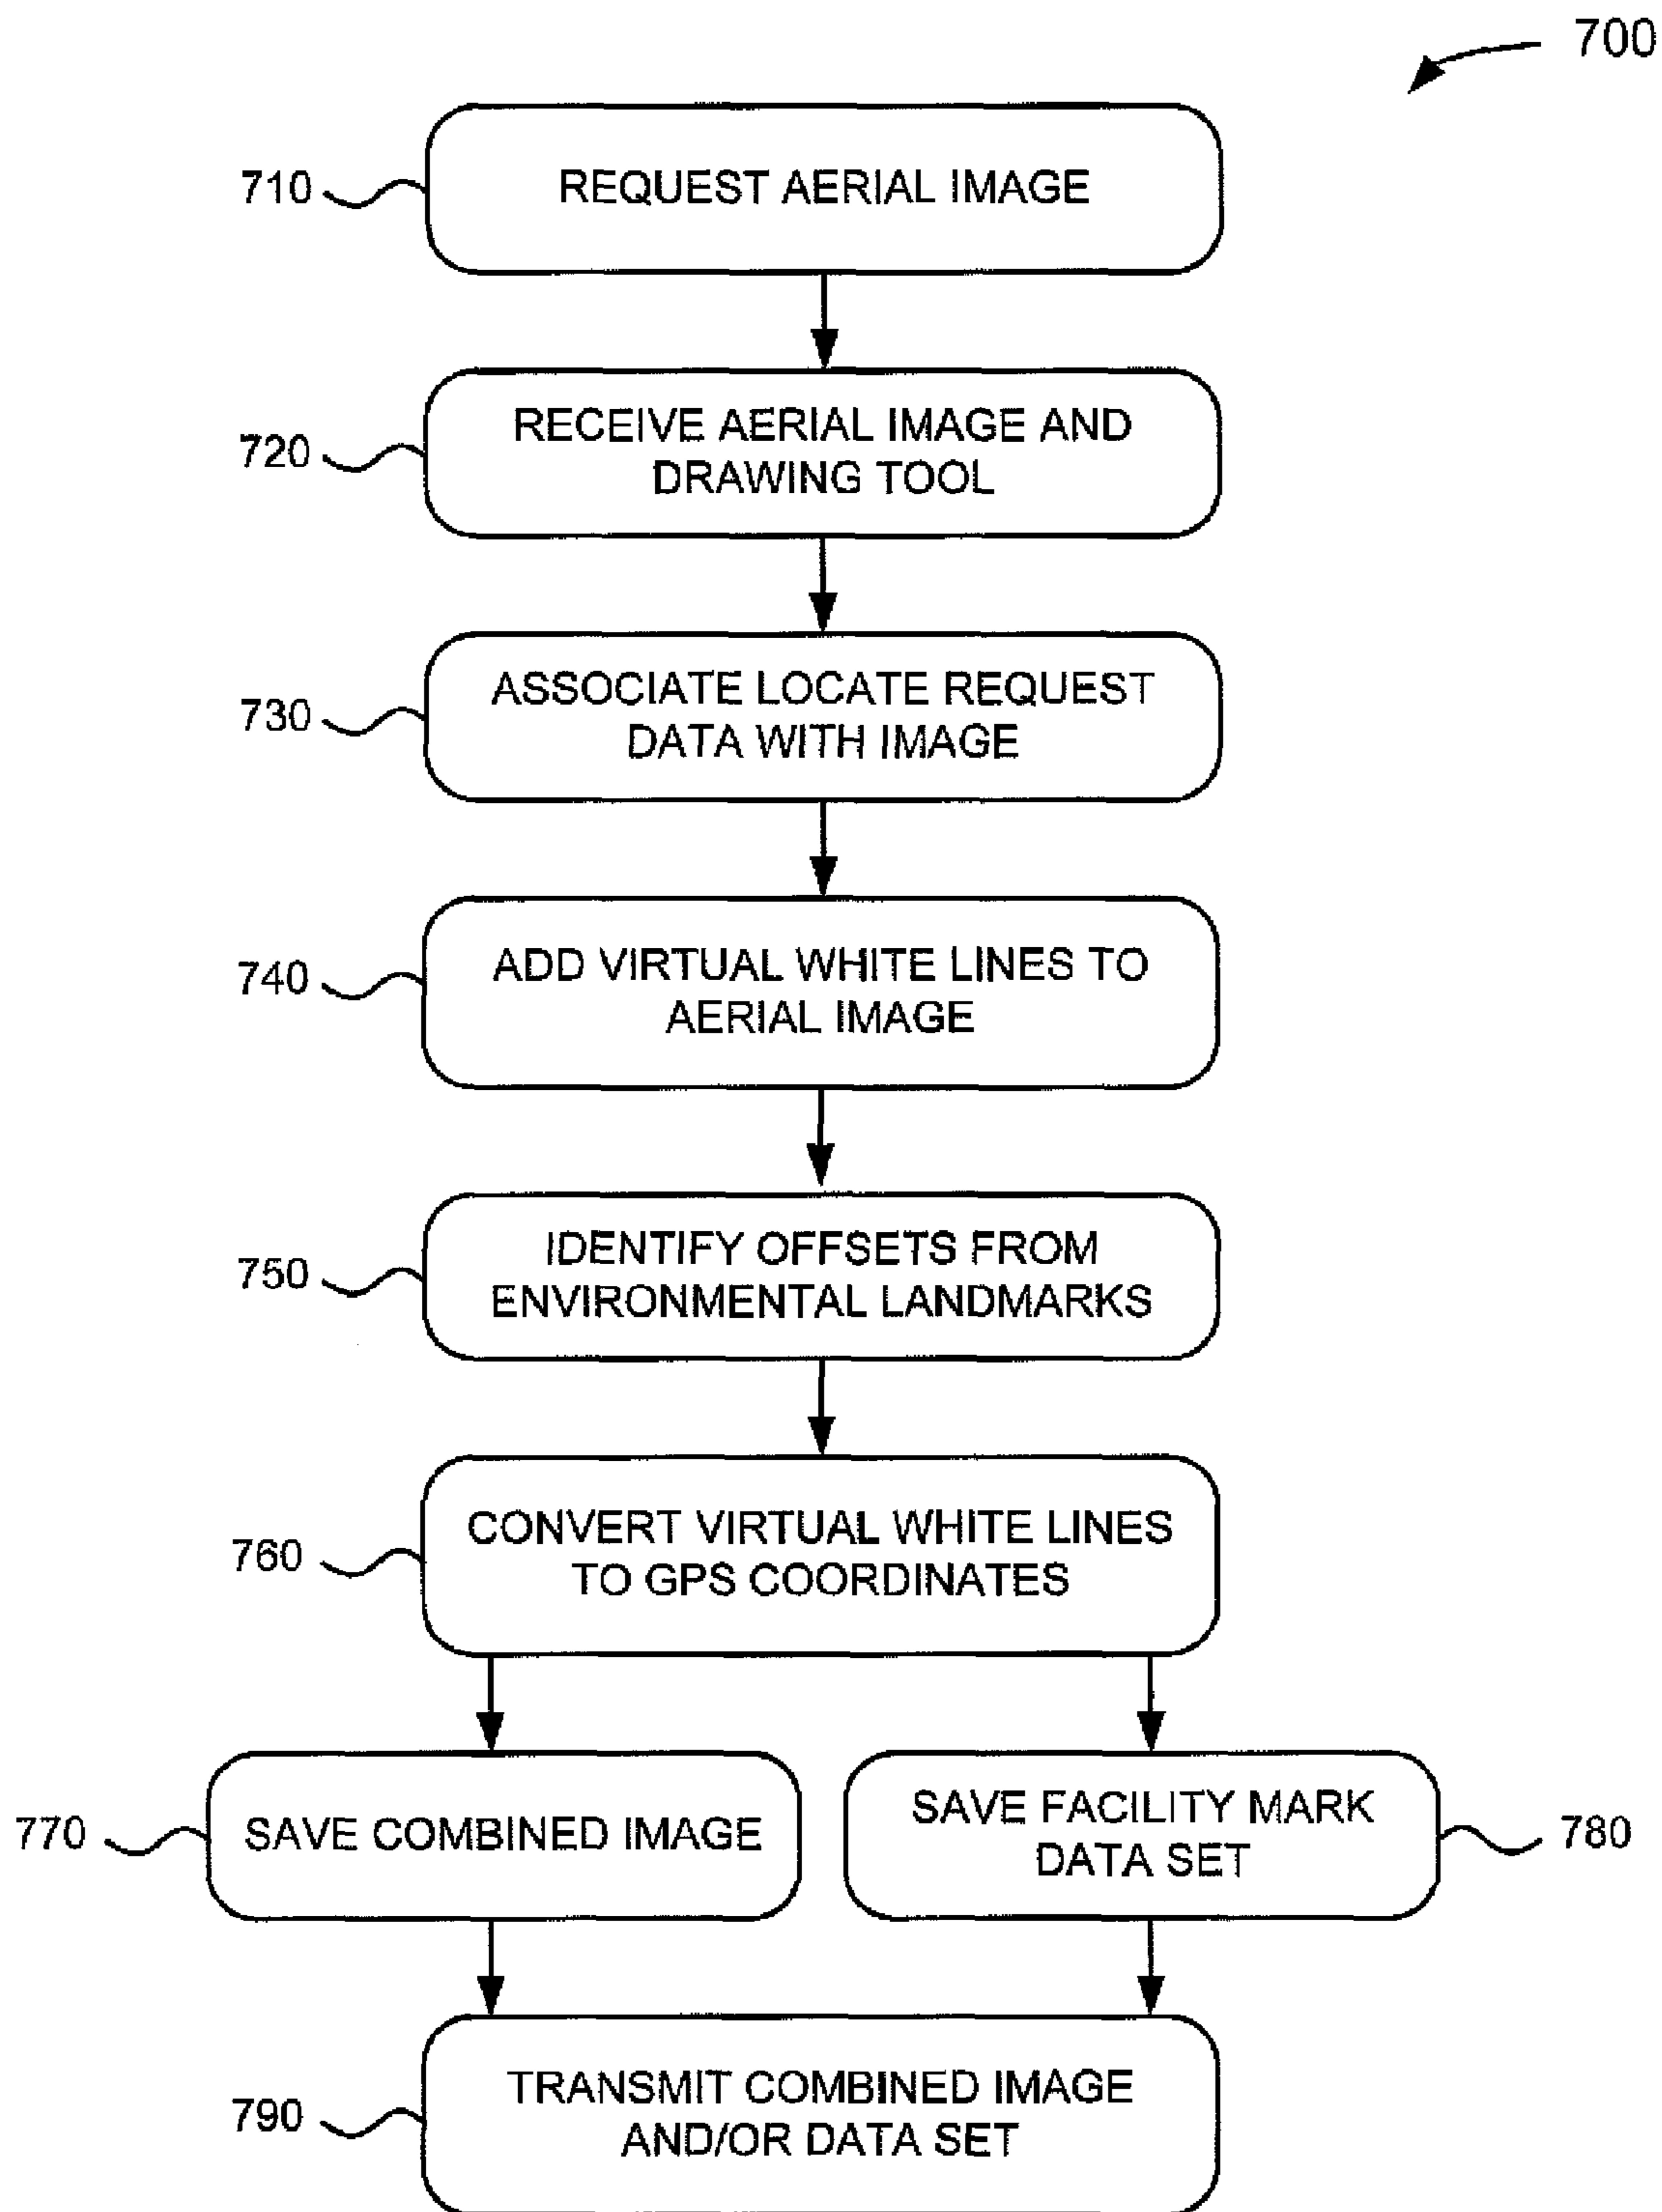 700
710
REQUEST AERIAL IMAGE
720
RECEIVE AERIAL IMAGE AND
DRAWING TOOL
730
ASSOCIATE LOCATE REQUEST
DATA WITH IMAGE
740
ADD VIRTUAL WHITE LINES TO
AERIAL IMAGE
750
IDENTIFY OFFSETS FROM
ENVIRONMENTAL LANDMARKS
760
CONVERT VIRTUAL WHITE LINES
TO GPS COORDINATES
770
SAVE COMBINED IMAGE
SAVE FACILITY MARK
DATA SET
780
790
TRANSMIT COMBINED IMAGE
AND/OR DATA SET